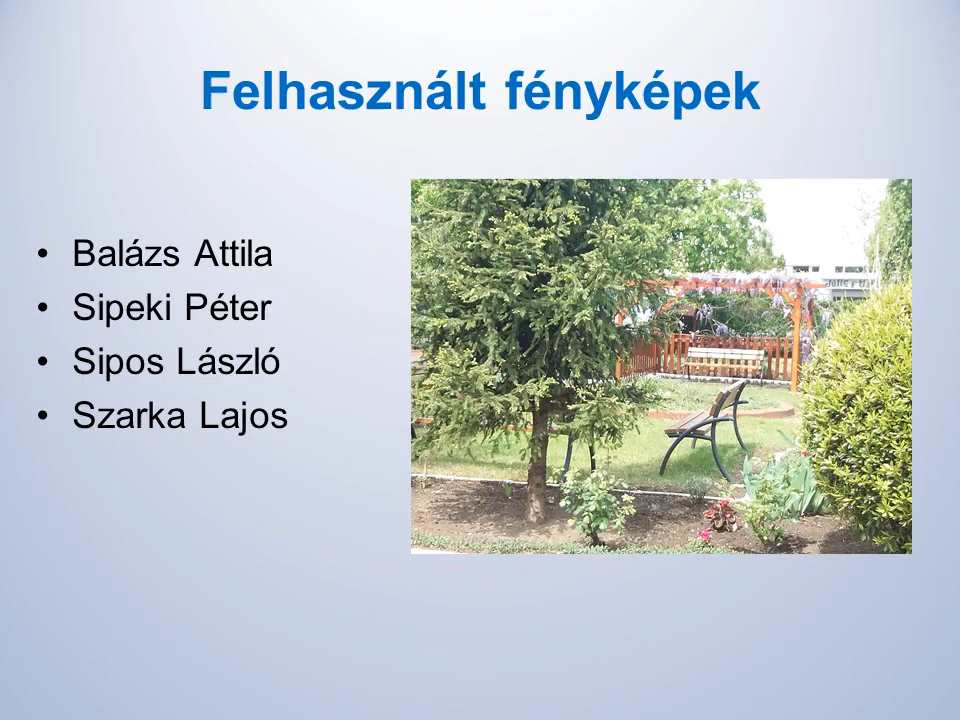 Felhasznált fényképek
• Balázs Attila
• Sipeki Péter
• Sipos László
• Szarka Lajos